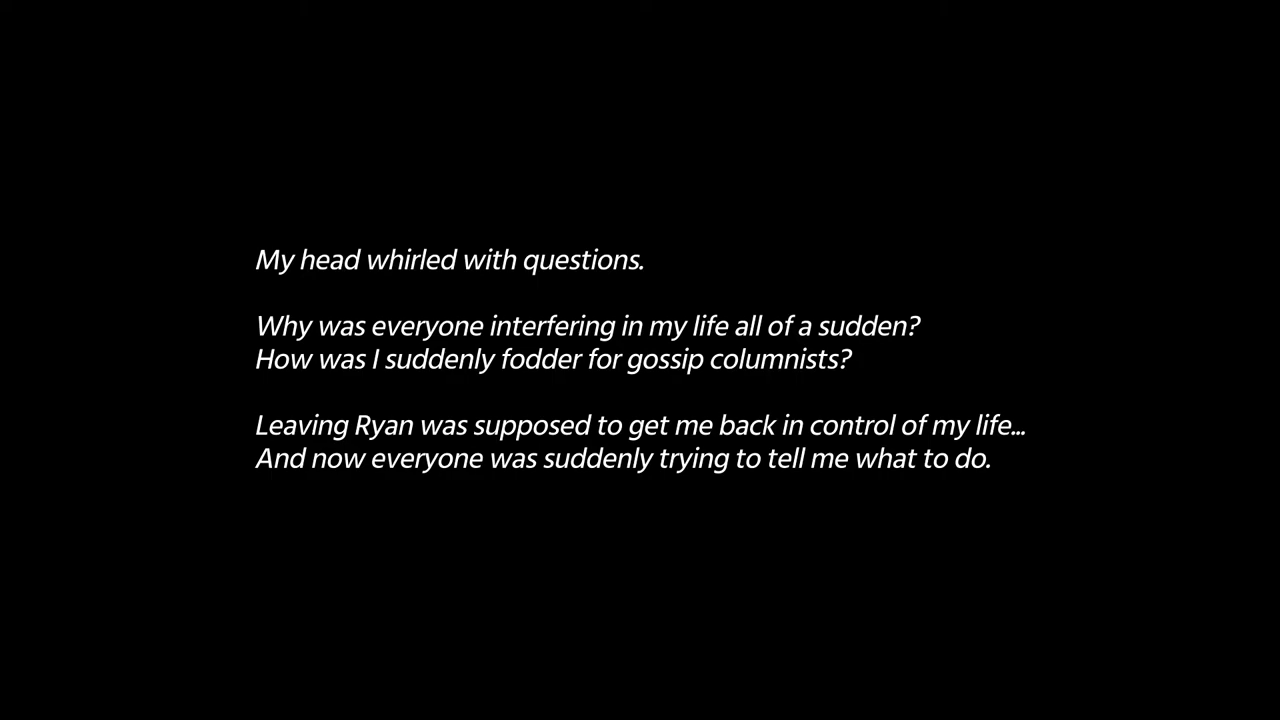 My head whirled with questions.
Why was everyone interfering in my life all of a sudden?
How was I suddenly fodder for gossip columnists?
Leaving Ryan was supposed to get me back in control of my life...
And now everyone was suddenly trying to tell me what to do.